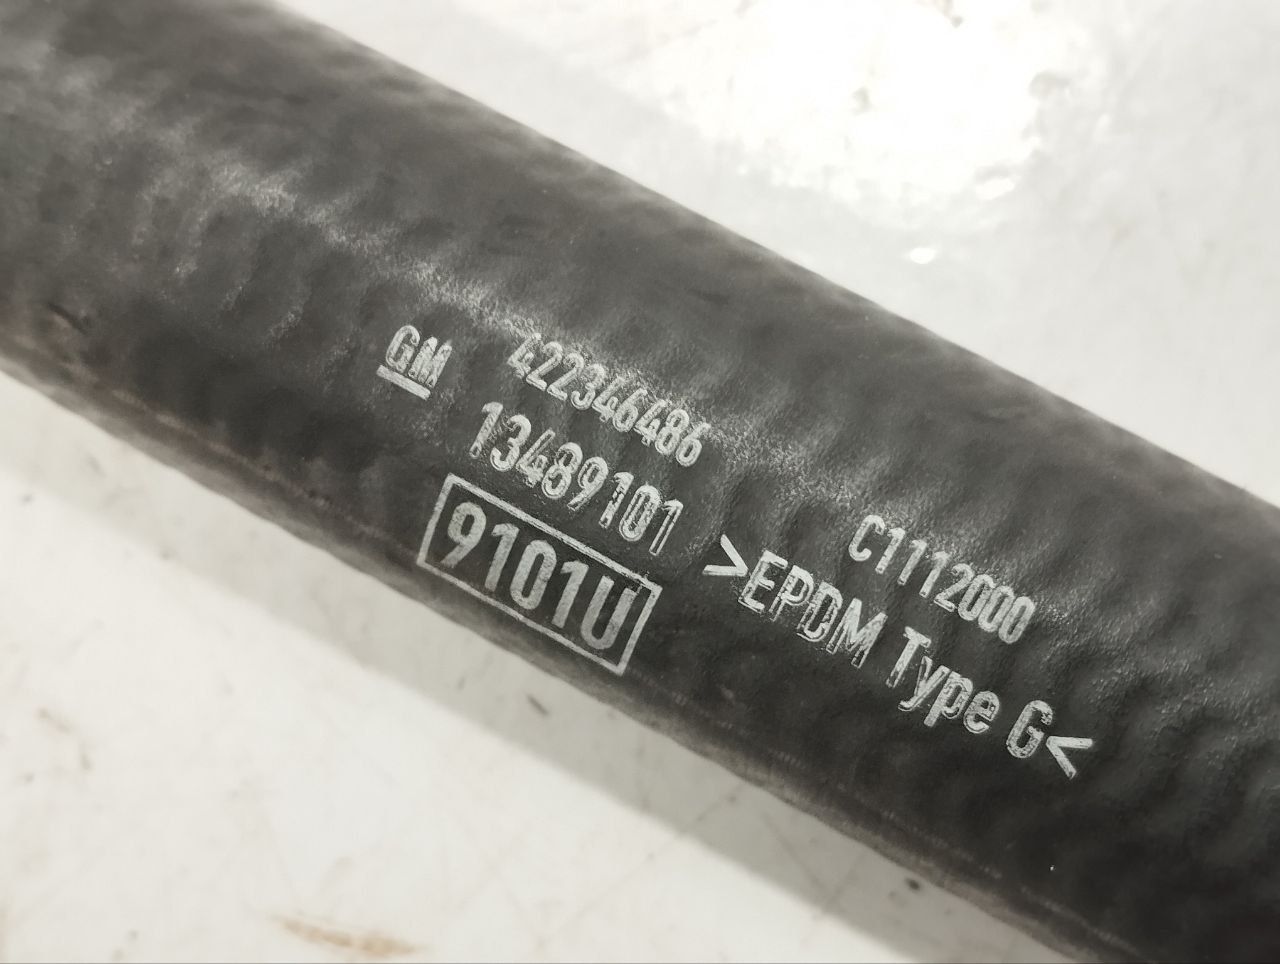 GM
422346486
13489101
9101U
C1112000
>EPDM Type G<